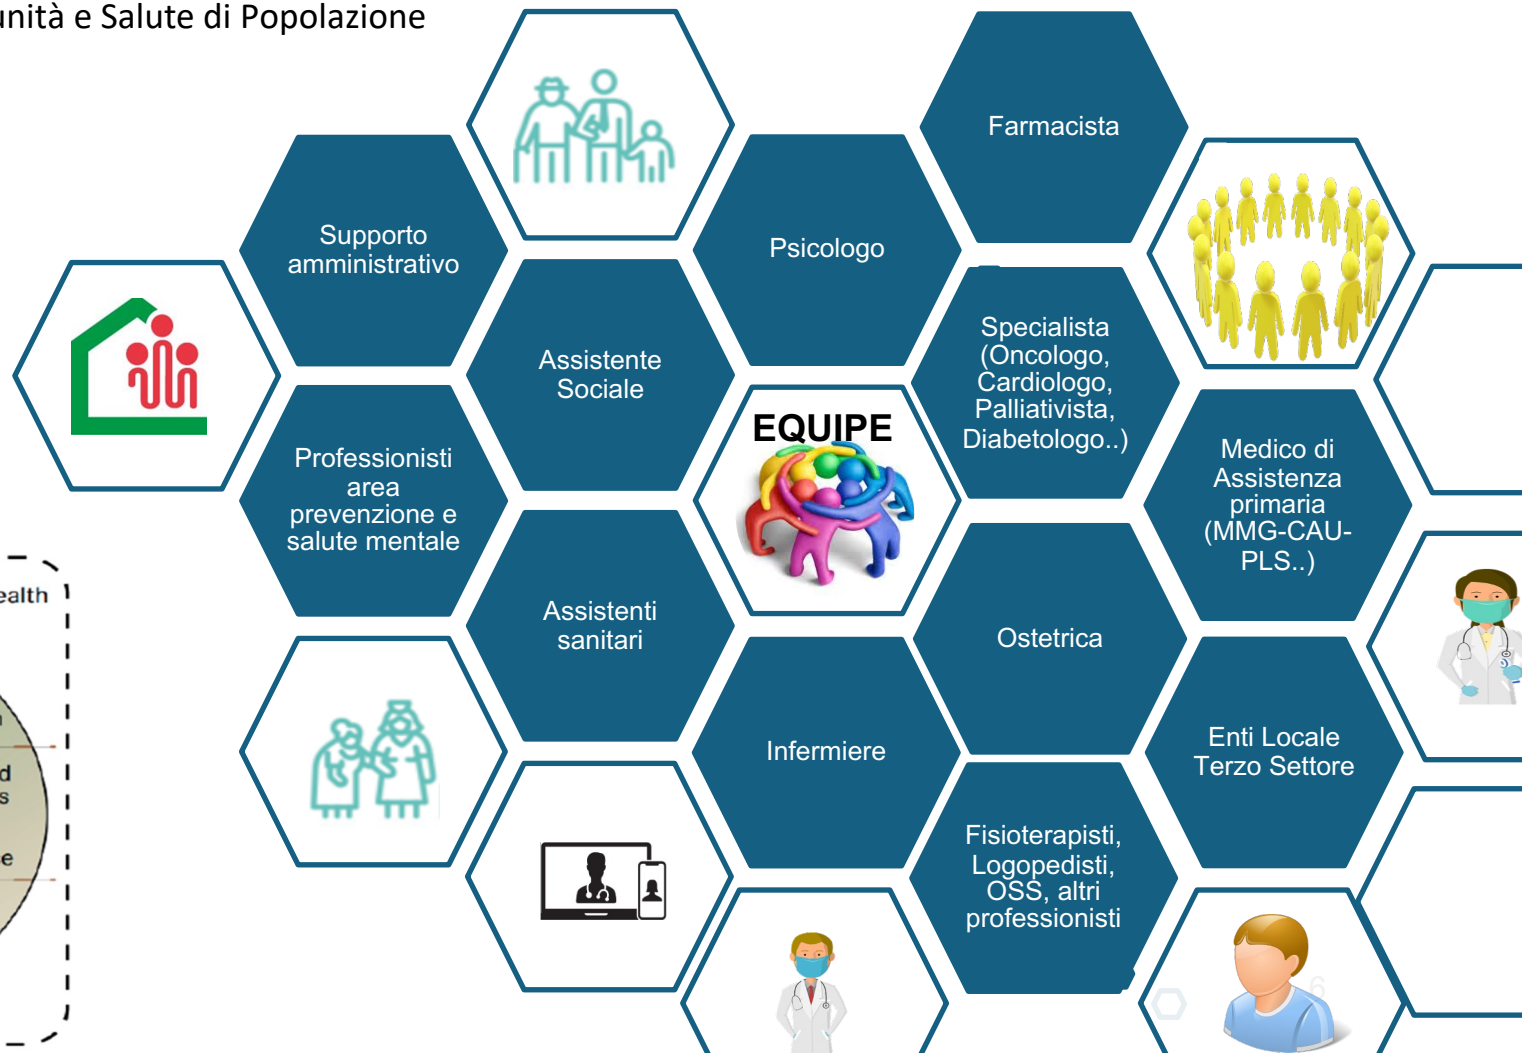 unità e Salute di Popolazione
Farmacista
Supporto
amministrativo
Psicologo
Assistente
Sociale
Specialista
(Oncologo,
Cardiologo,
Palliativista,
Diabetologo..)
EQUIPE
Professionisti
area
prevenzione e
salute mentale
Medico di
Assistenza
primaria
(MMG-CAU-
PLS..)
Assistenti
sanitari
Ostetrica
Infermiere
Enti Locale
Terzo Settore
Fisioterapisti,
Logopedisti,
OSS, altri
professionisti
ealth
d
s
e
6